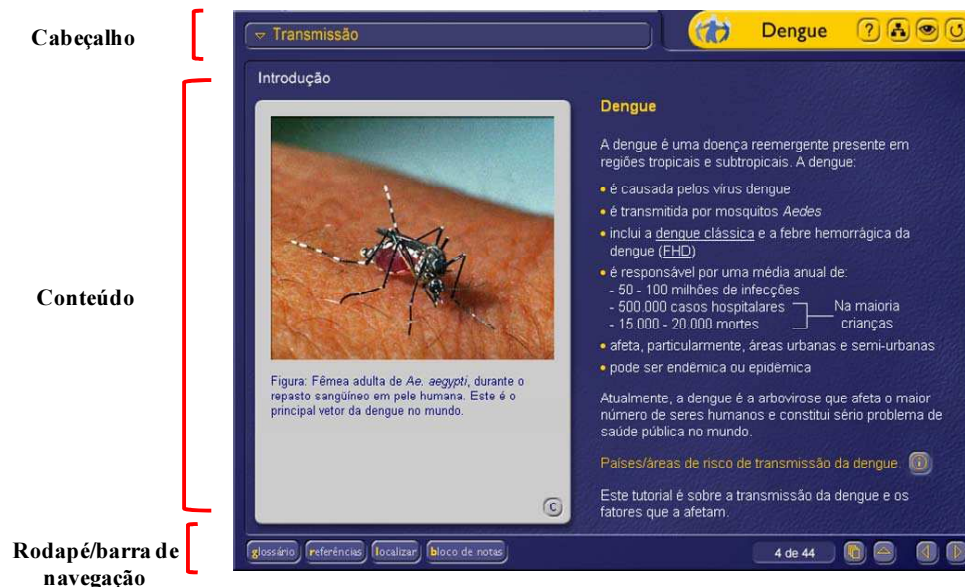 Cabeçalho
Transmissão
Dengue
?
Introdução
Conteúdo
Figura: Fêmea adulta de Ae. aegypti, durante o
repasto sangüíneo em pele humana. Este é o
principal vetor da dengue no mundo.
C
Dengue
A dengue é uma doença reemergente presente em
regiões tropicais e subtropicais. A dengue:
• é causada pelos vírus dengue
• é transmitida por mosquitos Aedes
• inclui a dengue clássica e a febre hemorrágica da
dengue (FHD)
• é responsável por uma média anual de:
- 50 - 100 milhões de infecções
- 500.000 casos hospitalares
- 15.000 - 20.000 mortes
Na maioria
crianças
• afeta, particularmente, áreas urbanas e semi-urbanas
• pode ser endêmica ou epidêmica
Atualmente, a dengue é a arbovirose que afeta o maior
número de seres humanos e constitui sério problema de
saúde pública no mundo.
Países/áreas de risco de transmissão da dengue.
Este tutorial é sobre a transmissão da dengue e os
fatores que a afetam.
Rodapé/barra de
navegação
glossário referências localizar bloco de notas 4 de 44